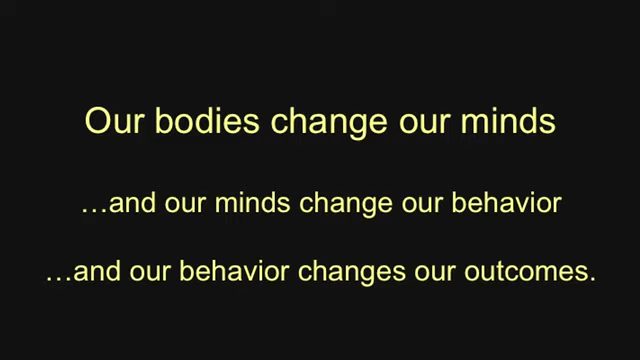 Our bodies change our minds
…and our minds change our behavior
…and our behavior changes our outcomes.